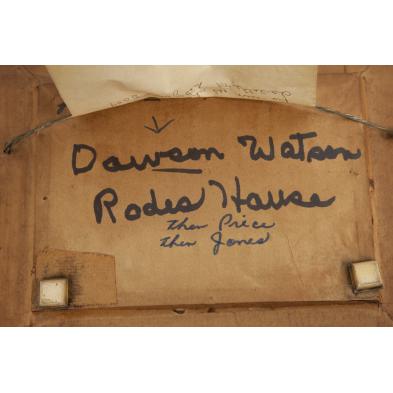 Dawson Watson
Rodes House
then Price
then Jones